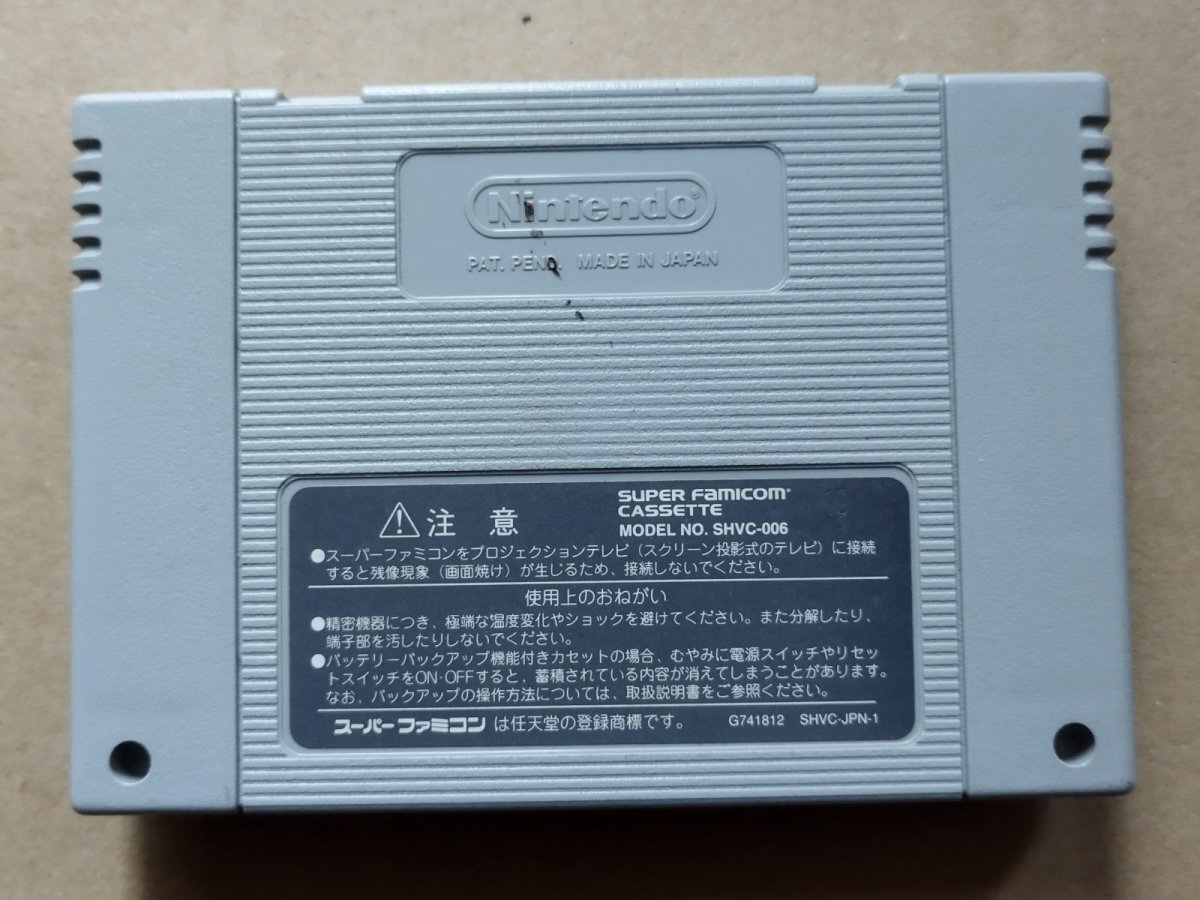 Nintendo®
PAT. PEND. MADE IN JAPAN
⚠注 意
SUPER FAMICOM®
CASSETTE
MODEL NO. SHVC-006
●スーパーファミコンをプロジェクションテレビ（スクリーン投影式のテレビ）に接続
すると残像現象（画面焼け）が生じるため、接続しないでください。
使用上のおねがい
●精密機器につき、極端な温度変化やショックを避けてください。また分解したり、
端子部を汚したりしないでください。
●バッテリーバックアップ機能付きカセットの場合、むやみに電源スイッチやリセッ
トスイッチをON·OFFすると、蓄積されている内容が消えてしまうことがあります。
なお、バックアップの操作方法については、取扱説明書をご参照ください。
スーパーファミコン は任天堂の登録商標です。 G741812 SHVC-JPN-1